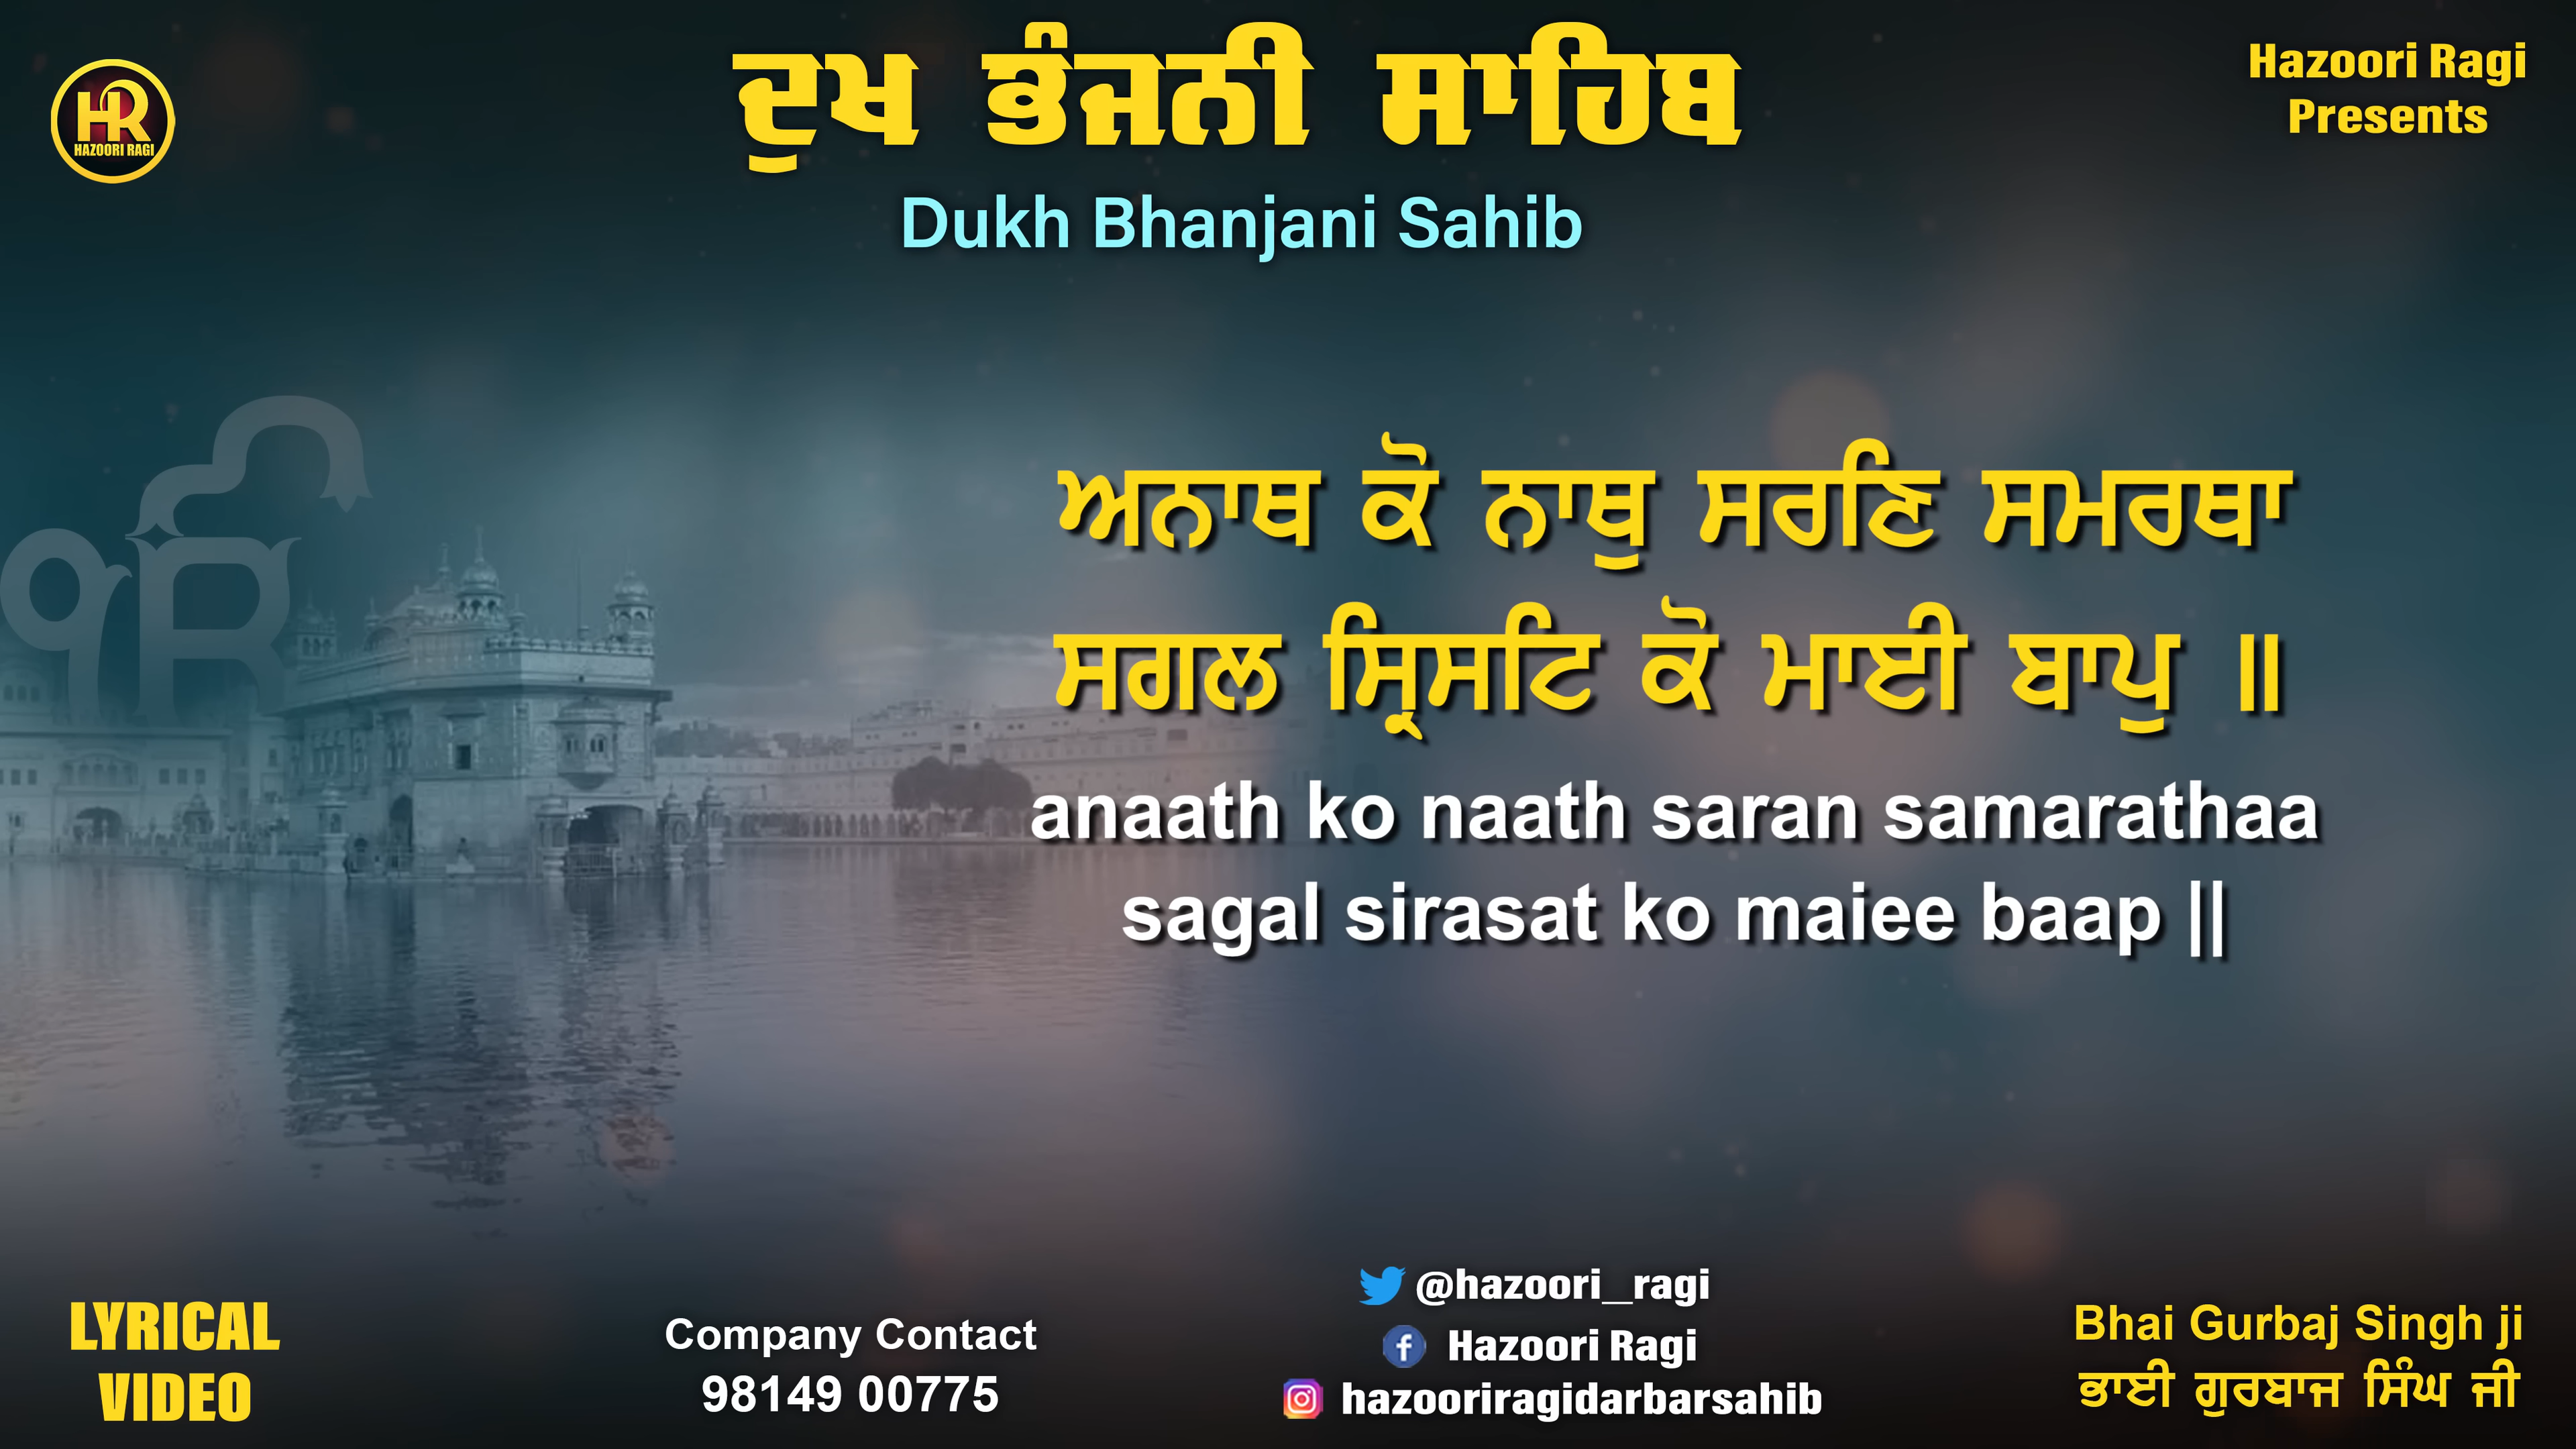 HR
HAZOORI RAGI
ਦੁਖ ਭੰਜਨੀ ਸਾਹਿਬ
Dukh Bhanjani Sahib
Hazoori Ragi
Presents
ੴ
ਅਨਾਥ ਕੋ ਨਾਥੁ ਸਰਣਿ ਸਮਰਥਾ
ਸਗਲ ਸ੍ਰਿਸਟਿ ਕੋ ਮਾਈ ਬਾਪੁ ॥
anaath ko naath saran samarathaa
sagal sirasat ko maiee baap ||
LYRICAL
VIDEO
Company Contact
98149 00775
@hazoori_ragi
Hazoori Ragi
hazooriragidarbarsahib
Bhai Gurbaj Singh ji
ਭਾਈ ਗੁਰਬਾਜ ਸਿੰਘ ਜੀ